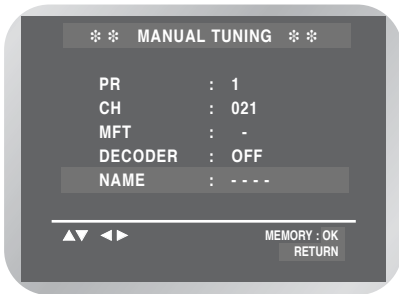 ❇ ❇ MANUAL TUNING ❇ ❇
PR : 1
CH : 021
MFT : -
DECODER : OFF
NAME : - - - -
▲▼ ◀▶ MEMORY : OK
RETURN